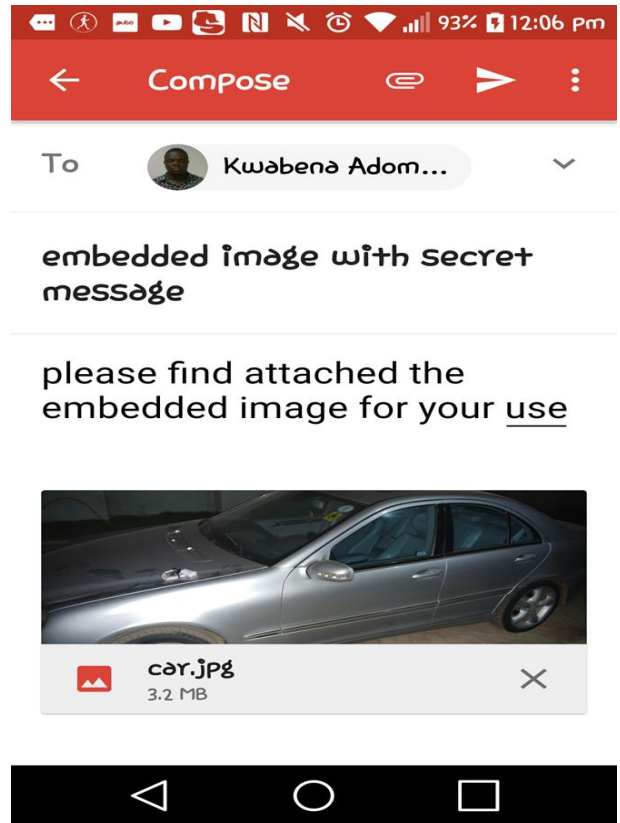 93% 12:06 PM
Compose
To Kwabena Adom...
embedded image with secret
message
please find attached the
embedded image for your use
car.jpg
3.2 MB